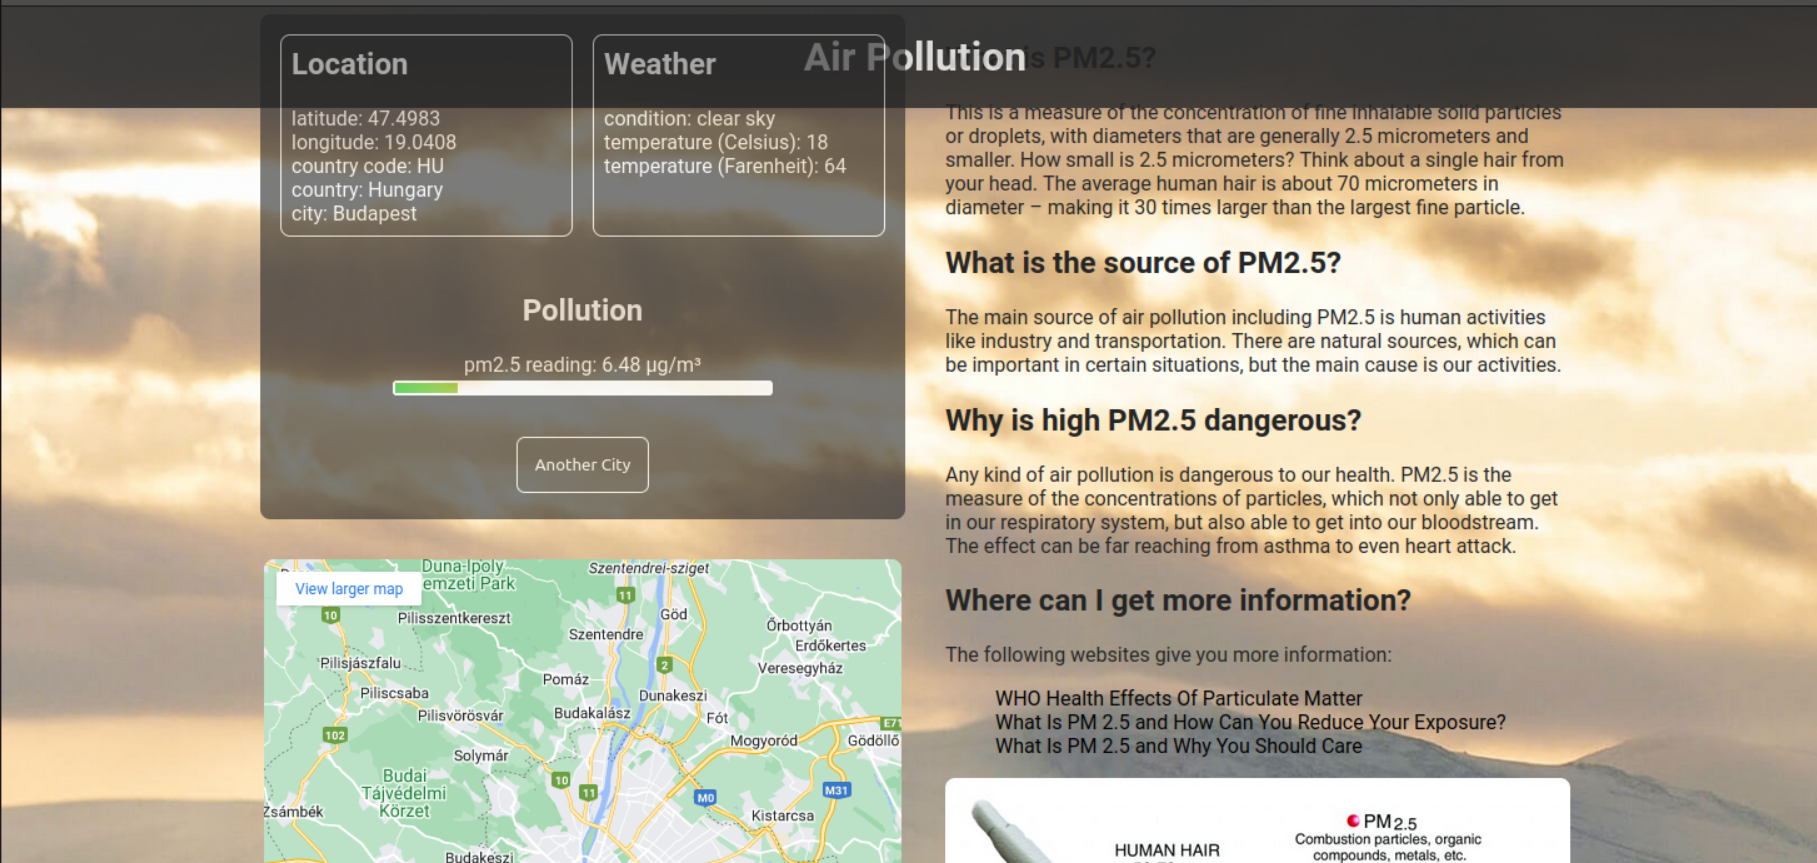 Air Pollution
Location
latitude: 47.4983
longitude: 19.0408
country code: HU
country: Hungary
city: Budapest
Weather
condition: clear sky
temperature (Celsius): 18
temperature (Farenheit): 64
Pollution
pm2.5 reading: 6.48 µg/m³
Another City
View larger map
Duna-Ipoly
emzeti Park
Szentendrei-sziget
11
10
Göd
Pilisszentkereszt
Őrbottyán
Szentendre
Erdőkertes
Pilisjászfalu
2
Veresegyház
Pomáz
Piliscsaba
Dunakeszi
Pilisvörösvár
Budakalász
Fót
E71
102
Mogyoród
Gödöllő
Solymár
Budai
Tájvédelmi
Körzet
10
11
M0
M31
Zsámbék
Kistarcsa
Budakeszi
is PM2.5?
This is a measure of the concentration of fine inhalable solid particles
or droplets, with diameters that are generally 2.5 micrometers and
smaller. How small is 2.5 micrometers? Think about a single hair from
your head. The average human hair is about 70 micrometers in
diameter – making it 30 times larger than the largest fine particle.
What is the source of PM2.5?
The main source of air pollution including PM2.5 is human activities
like industry and transportation. There are natural sources, which can
be important in certain situations, but the main cause is our activities.
Why is high PM2.5 dangerous?
Any kind of air pollution is dangerous to our health. PM2.5 is the
measure of the concentrations of particles, which not only able to get
in our respiratory system, but also able to get into our bloodstream.
The effect can be far reaching from asthma to even heart attack.
Where can I get more information?
The following websites give you more information:
WHO Health Effects Of Particulate Matter
What Is PM 2.5 and How Can You Reduce Your Exposure?
What Is PM 2.5 and Why You Should Care
HUMAN HAIR
PM2.5
Combustion particles, organic
compounds, metals, etc.